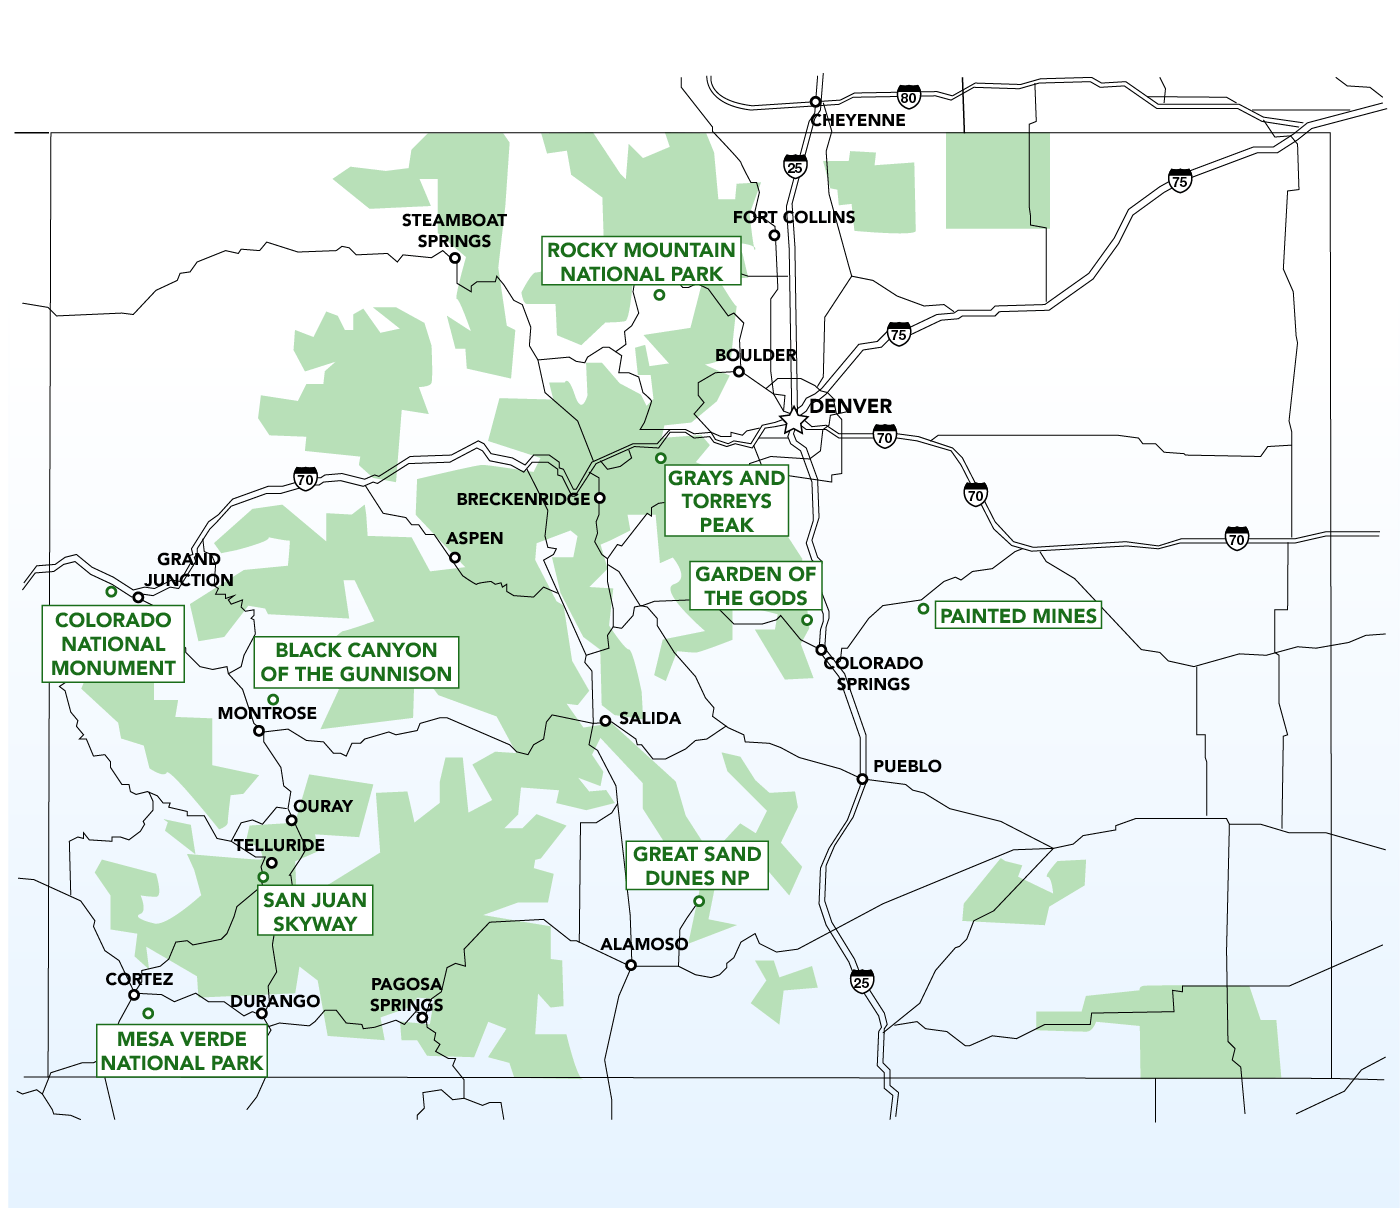 80
CHEYENNE
25
75
FORT COLLINS
STEAMBOAT
SPRINGS
ROCKY MOUNTAIN
NATIONAL PARK
75
BOULDER
DENVER
70
70
70
BRECKENRIDGE
GRAYS AND
TORREYS
PEAK
70
ASPEN
GRAND
JUNCTION
GARDEN OF
THE GODS
PAINTED MINES
COLORADO
NATIONAL
MONUMENT
BLACK CANYON
OF THE GUNNISON
COLORADO
SPRINGS
MONTROSE
SALIDA
PUEBLO
OURAY
TELLURIDE
GREAT SAND
DUNES NP
SAN JUAN
SKYWAY
ALAMOSO
CORTEZ
PAGOSA
SPRINGS
25
DURANGO
MESA VERDE
NATIONAL PARK